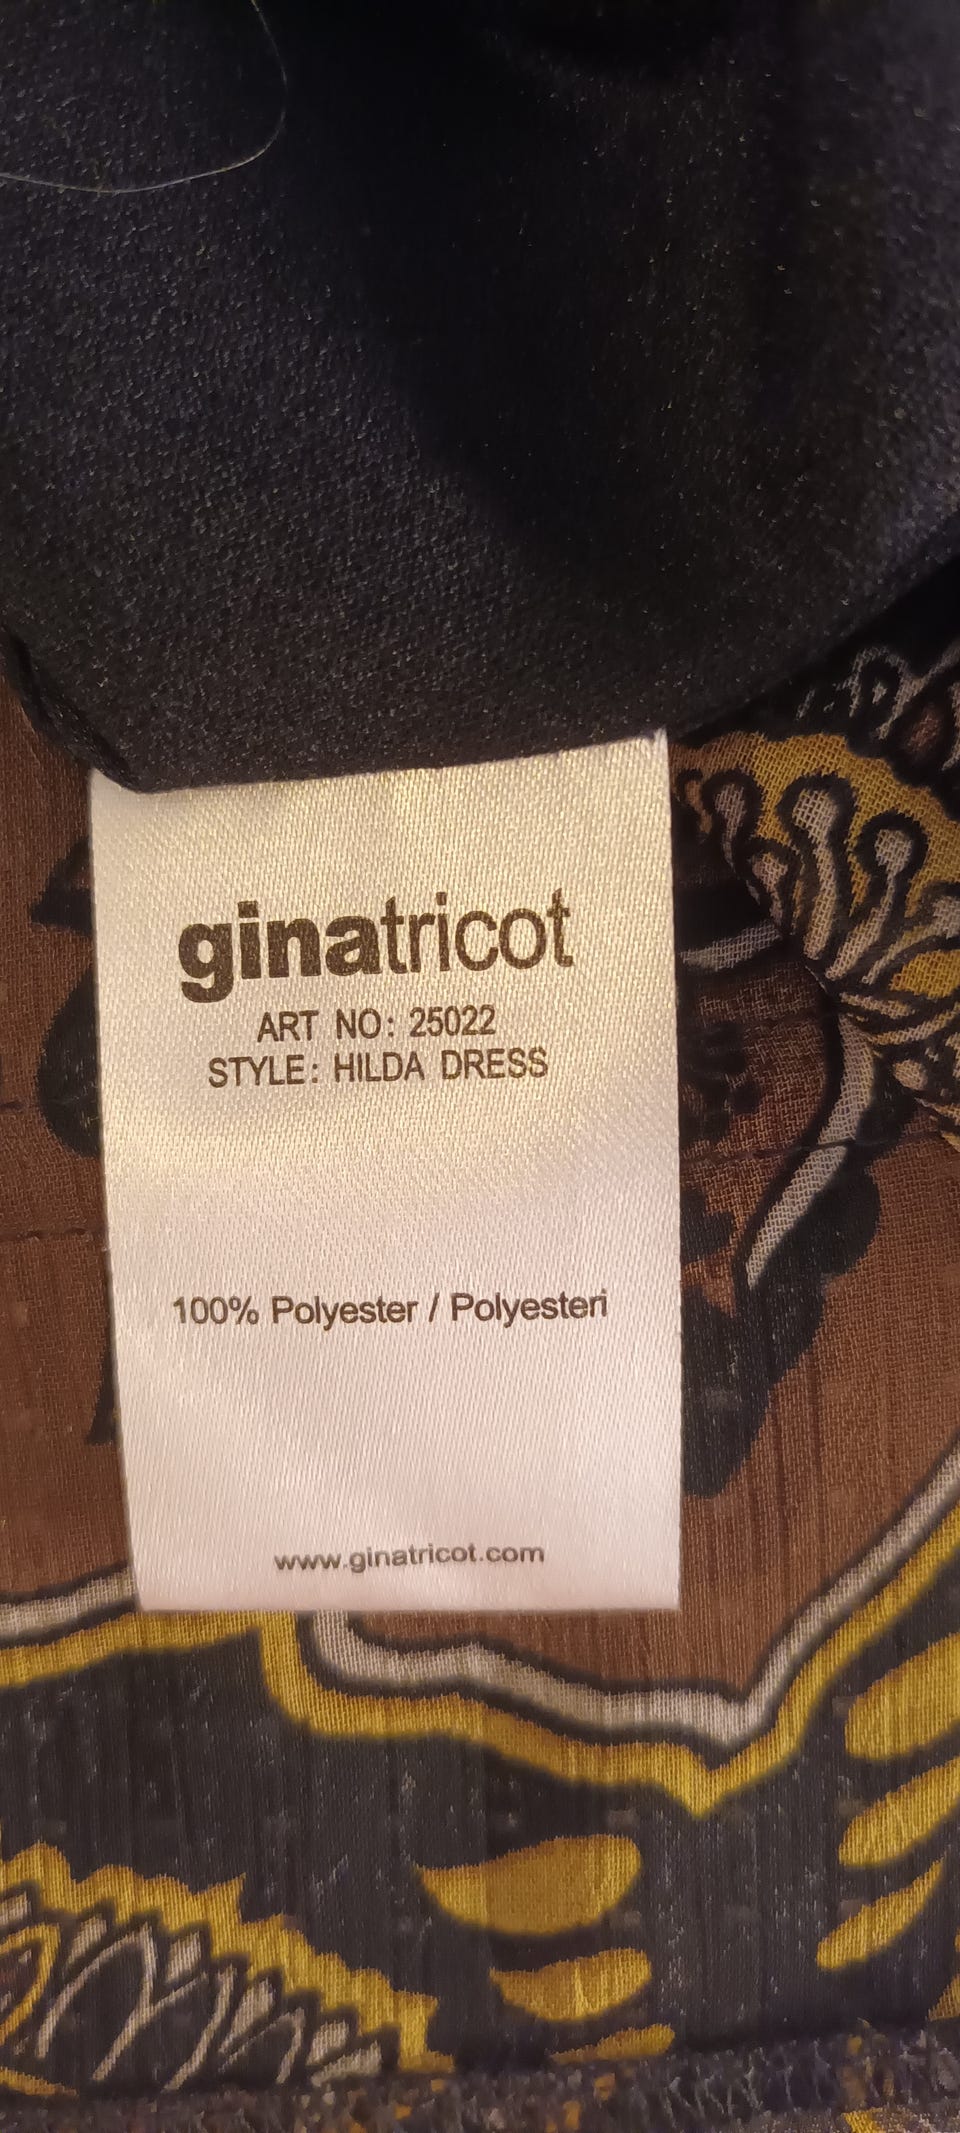 ginatricot
ART NO: 25022
STYLE: HILDA DRESS
100% Polyester / Polyesteri
www.ginatricot.com